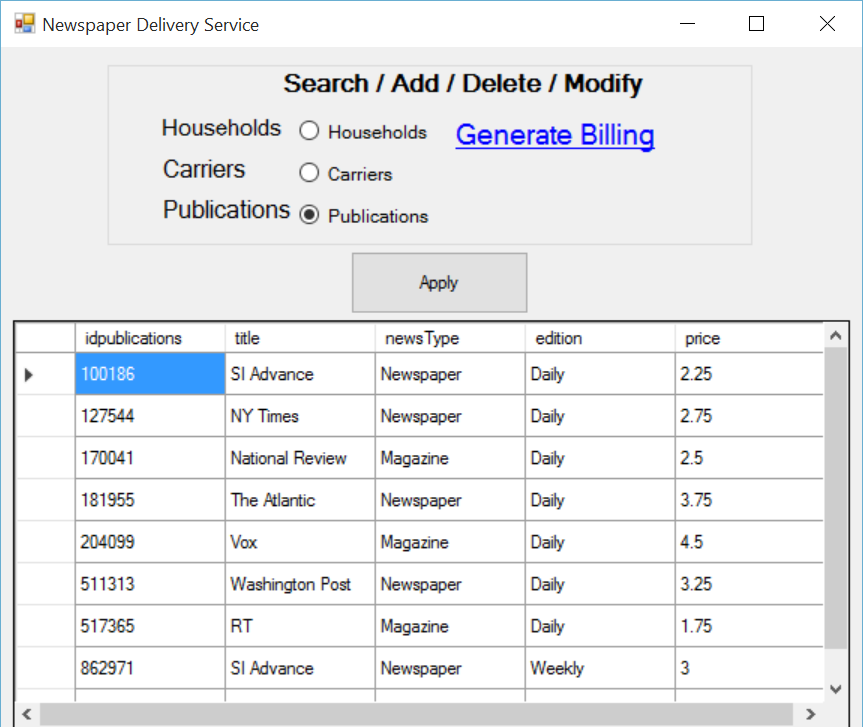 Newspaper Delivery Service
Search / Add / Delete / Modify
Households Households Generate Billing
Carriers Carriers
Publications Publications
Apply
idpublications title newsType edition price
100186 SI Advance Newspaper Daily 2.25
127544 NY Times Newspaper Daily 2.75
170041 National Review Magazine Daily 2.5
181955 The Atlantic Newspaper Daily 3.75
204099 Vox Magazine Daily 4.5
511313 Washington Post Newspaper Daily 3.25
517365 RT Magazine Daily 1.75
862971 SI Advance Newspaper Weekly 3